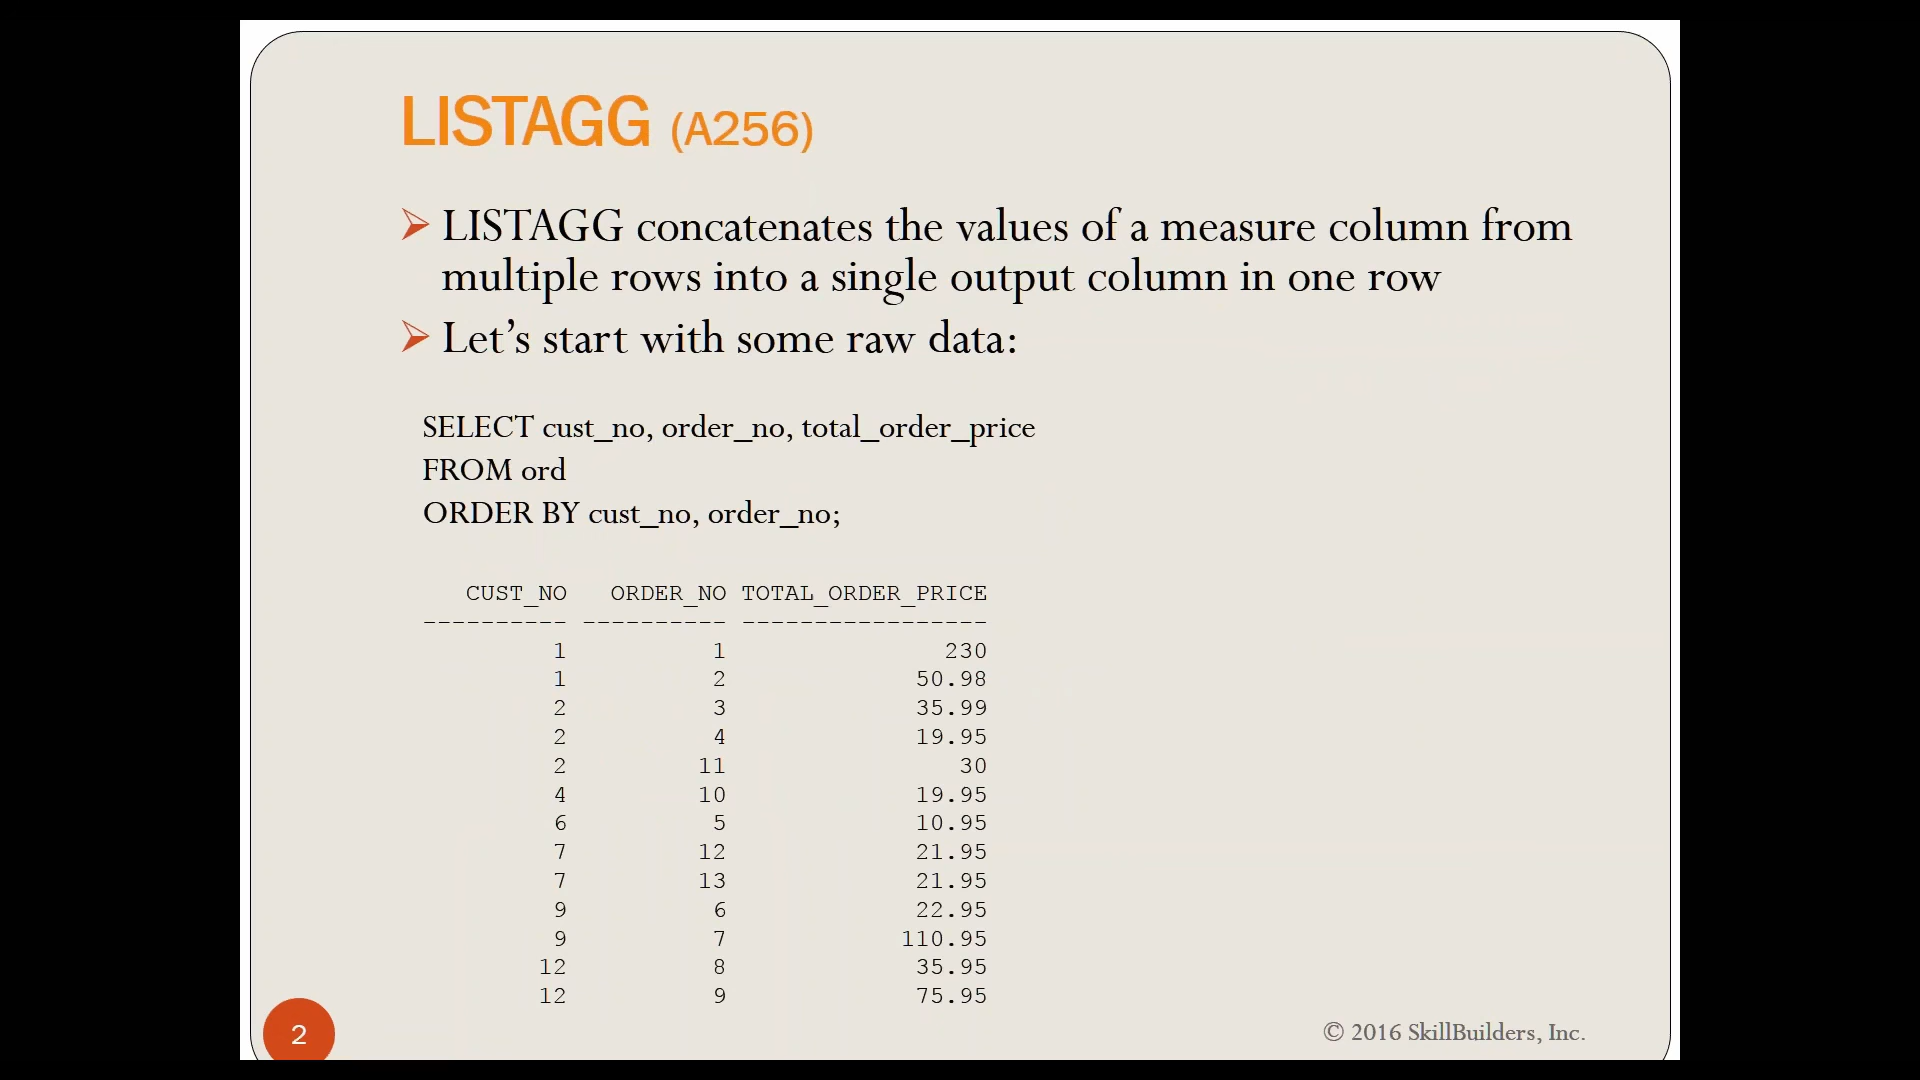 LISTAGG (A256)
LISTAGG concatenates the values of a measure column from
multiple rows into a single output column in one row
Let’s start with some raw data:
SELECT cust_no, order_no, total_order_price
FROM ord
ORDER BY cust_no, order_no;
CUST_NO ORDER_NO TOTAL_ORDER_PRICE
---------- ---------- -----------------
1 1 230
1 2 50.98
2 3 35.99
2 4 19.95
2 11 30
4 10 19.95
6 5 10.95
7 12 21.95
7 13 21.95
9 6 22.95
9 7 110.95
12 8 35.95
12 9 75.95
2
© 2016 SkillBuilders, Inc.